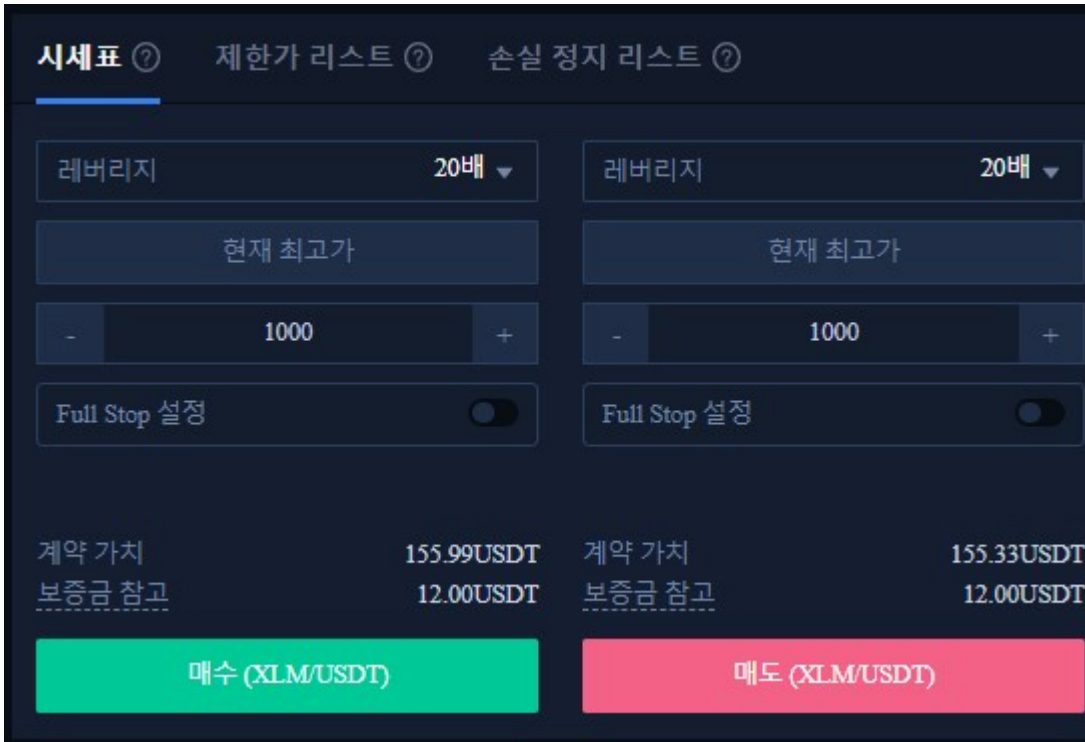 시세표 ? 제한가 리스트 ? 손실 정지 리스트 ?
레버리지 20배 레버리지 20배
현재 최고가 현재 최고가
- 1000 + - 1000 +
Full Stop 설정 Full Stop 설정
계약 가치 155.99USDT 계약 가치 155.33USDT
보증금 참고 12.00USDT 보증금 참고 12.00USDT
매수 (XLM/USDT) 매도 (XLM/USDT)